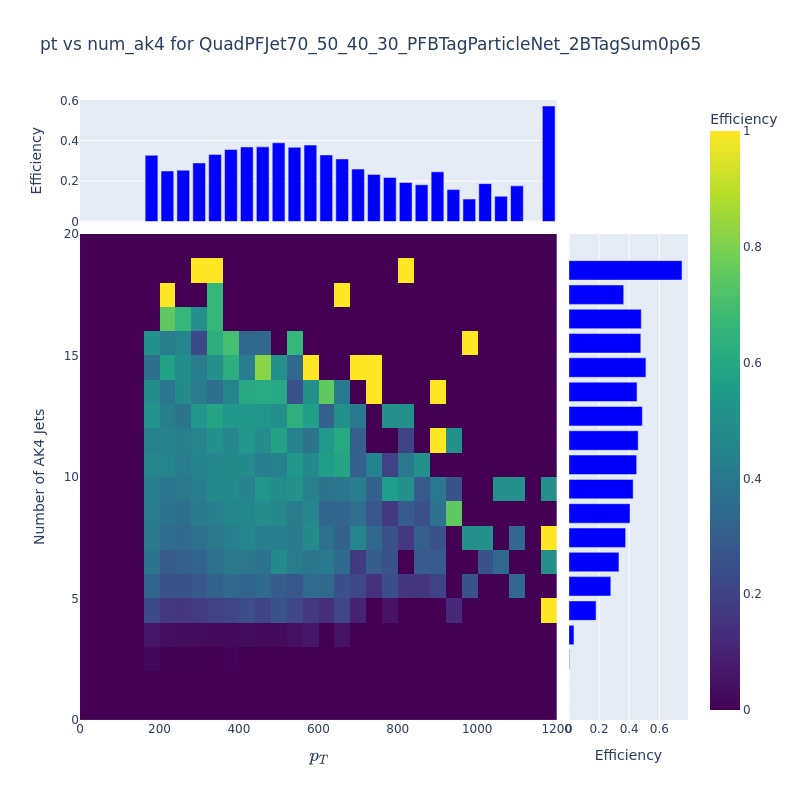 pt vs num_ak4 for QuadPFJet70_50_40_30_PFBTagParticleNet_2BTagSum0p65
Efficiency
0.6
0.4
0.2
0
Efficiency
1
0.8
0.6
0.4
0.2
0
Number of AK4 Jets
20
15
10
5
0
0 200 400 600 800 1000 1200
p_T
0 0.2 0.4 0.6
Efficiency